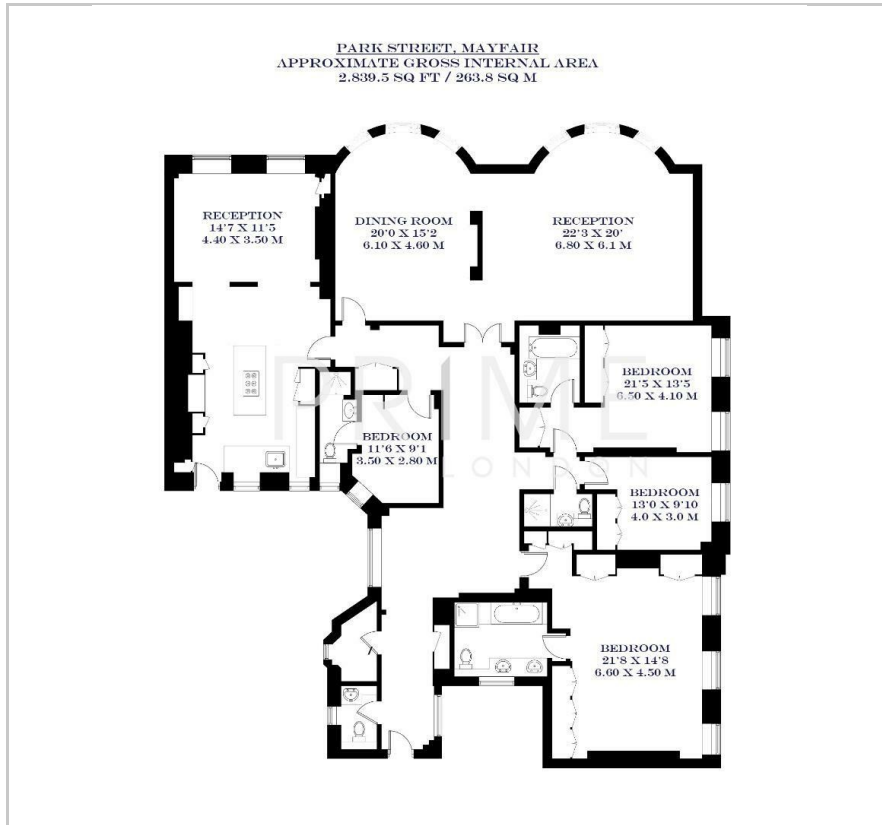 PARK STREET, MAYFAIR
APPROXIMATE GROSS INTERNAL AREA
2.839.5 SQ FT / 263.8 SQ M
RECEPTION
14'7 X 11'5
4.40 X 3.50 M
DINING ROOM
20'0 X 15'2
6.10 X 4.60 M
RECEPTION
22'3 X 20'
6.80 X 6.1 M
BEDROOM
21'5 X 13'5
6.50 X 4.10 M
PRIME
LONDON
BEDROOM
11'6 X 9'1
3.50 X 2.80 M
BEDROOM
13'0 X 9'10
4.0 X 3.0 M
BEDROOM
21'8 X 14'8
6.60 X 4.50 M